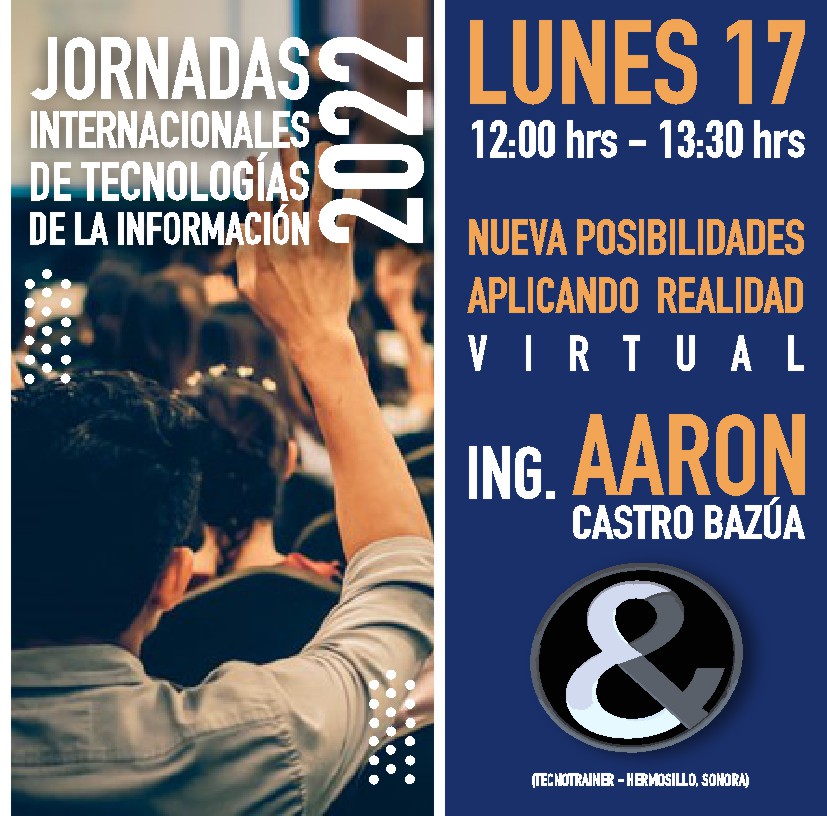 JORNADAS
INTERNACIONALES
DE TECNOLOGÍAS
DE LA INFORMACIÓN
2022
LUNES 17
12:00 hrs – 13:30 hrs
NUEVA POSIBILIDADES
APLICANDO REALIDAD
VIRTUAL
ING. AARON
CASTRO BAZÚA
&
(TECNOTRAINER – HERMOSILLO, SONORA)